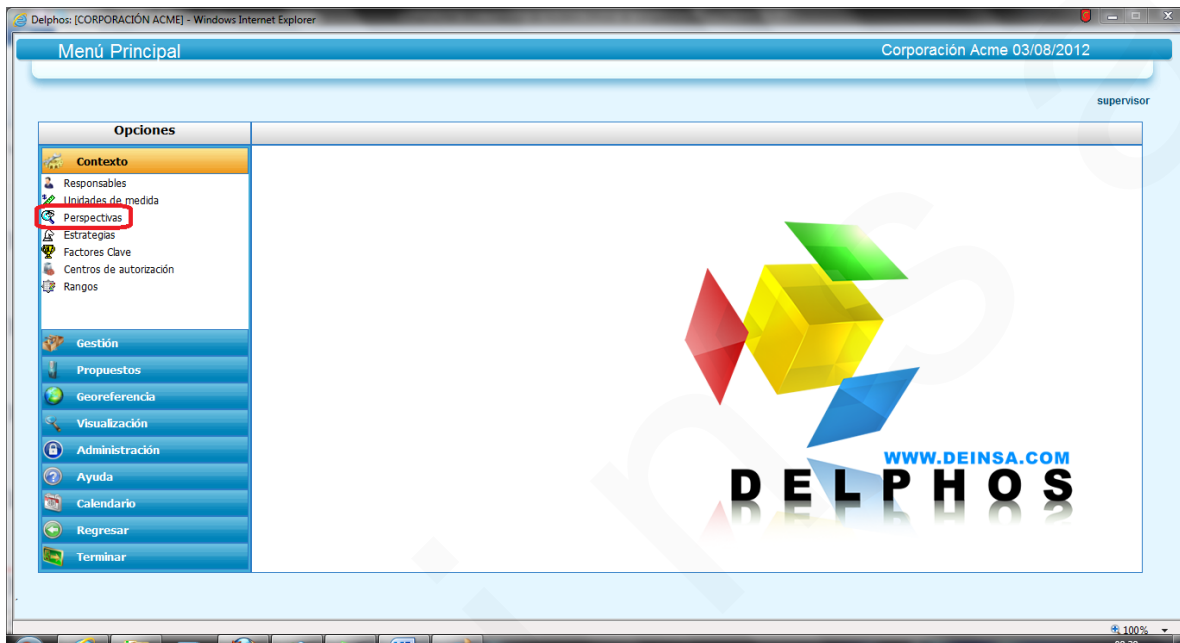 Delphos: [CORPORACIÓN ACME] - Windows Internet Explorer
Menú Principal
Corporación Acme 03/08/2012
supervisor
Opciones
Contexto
Responsables
Unidades de medida
Perspectivas
Estrategias
Factores Clave
Centros de autorización
Rangos
Gestión
Propuestos
Georeferencia
Visualización
Administración
Ayuda
Calendario
Regresar
Terminar
WWW.DEINSA.COM
DELPHOS
100%